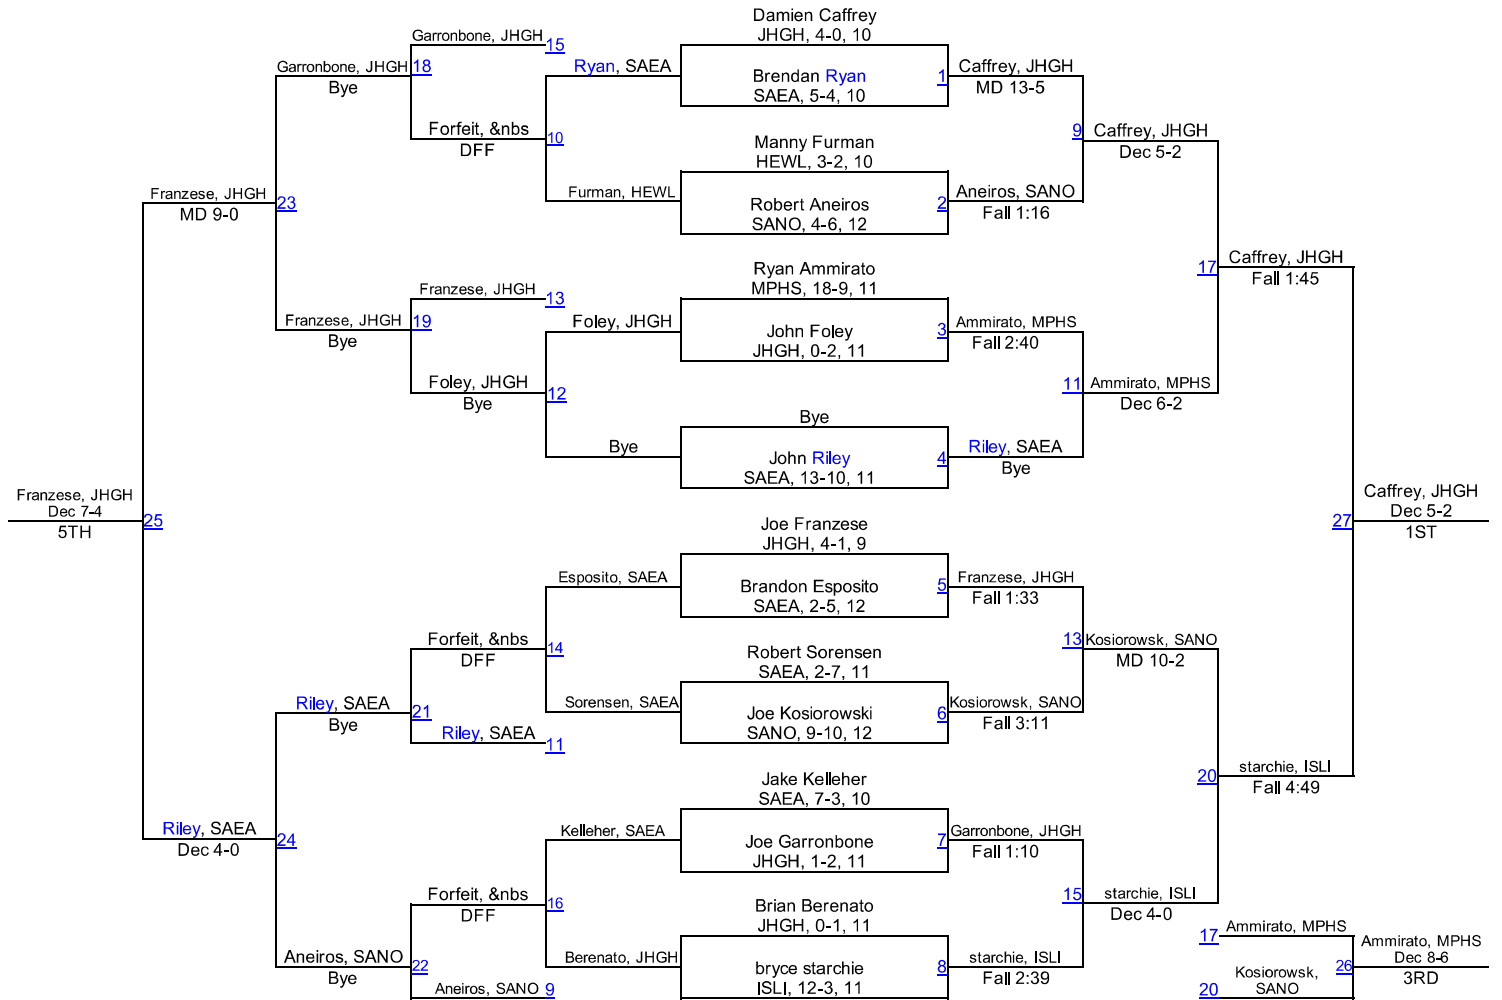 Damien Caffrey
JHGH, 4-0, 10
Garronbone, JHGH 15
Garronbone, JHGH 18
Bye
Ryan, SAEA
Brendan Ryan 1
SAEA, 5-4, 10
Caffrey, JHGH
MD 13-5
Forfeit, &nbs 10
DFF
Manny Furman
HEWL, 3-2, 10
9 Caffrey, JHGH
Dec 5-2
Franzese, JHGH 23
MD 9-0
Furman, HEWL
Robert Aneiros 2
SANO, 4-6, 12
Aneiros, SANO
Fall 1:16
Ryan Ammirato
MPHS, 18-9, 11
17 Caffrey, JHGH
Fall 1:45
Franzese, JHGH 13
Franzese, JHGH 19
Bye
Foley, JHGH
John Foley 3
JHGH, 0-2, 11
Ammirato, MPHS
Fall 2:40
Foley, JHGH 12
Bye
11 Ammirato, MPHS
Dec 6-2
Bye
Bye
John Riley 4
SAEA, 13-10, 11
Riley, SAEA
Bye
Franzese, JHGH
Dec 7-4
5TH
25
27
Caffrey, JHGH
Dec 5-2
1ST
Joe Franzese
JHGH, 4-1, 9
Esposito, SAEA
Brandon Esposito 5
SAEA, 2-5, 12
Franzese, JHGH
Fall 1:33
Forfeit, &nbs 14
DFF
Robert Sorensen
SAEA, 2-7, 11
13 Kosiorowsk, SANO
MD 10-2
Riley, SAEA 21
Bye
Sorensen, SAEA
Joe Kosiorowski 6
SANO, 9-10, 12
Kosiorowsk, SANO
Fall 3:11
Riley, SAEA 11
Jake Kelleher
SAEA, 7-3, 10
20 starchie, ISLI
Fall 4:49
Riley, SAEA 24
Dec 4-0
Kelleher, SAEA
Joe Garronbone 7
JHGH, 1-2, 11
Garronbone, JHGH
Fall 1:10
Forfeit, &nbs 16
DFF
Brian Berenato
JHGH, 0-1, 11
15 starchie, ISLI
Dec 4-0
Aneiros, SANO 22
Bye
Berenato, JHGH
bryce starchie 8
ISLI, 12-3, 11
starchie, ISLI
Fall 2:39
Aneiros, SANO 9
17 Ammirato, MPHS
20 Kosiorowsk,
SANO
26
Ammirato, MPHS
Dec 8-6
3RD